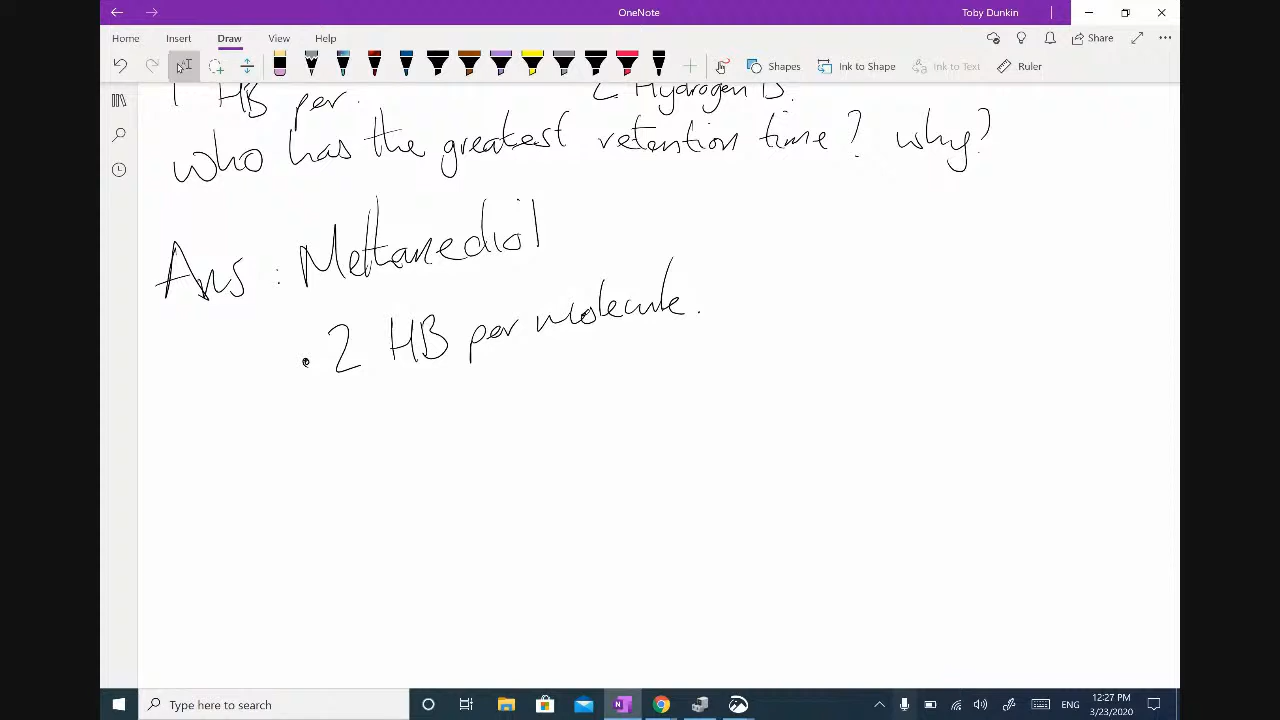 OneNote
Toby Dunkin
Home Insert Draw View Help
Share
Shapes Ink to Shape Ink to Text Ruler
1 HB per. 2 Hydrogen B.
who has the greatest retention time? why?
Ans: Methanediol
. 2 HB per molecule.
Type here to search
ENG
12:27 PM
3/23/2020